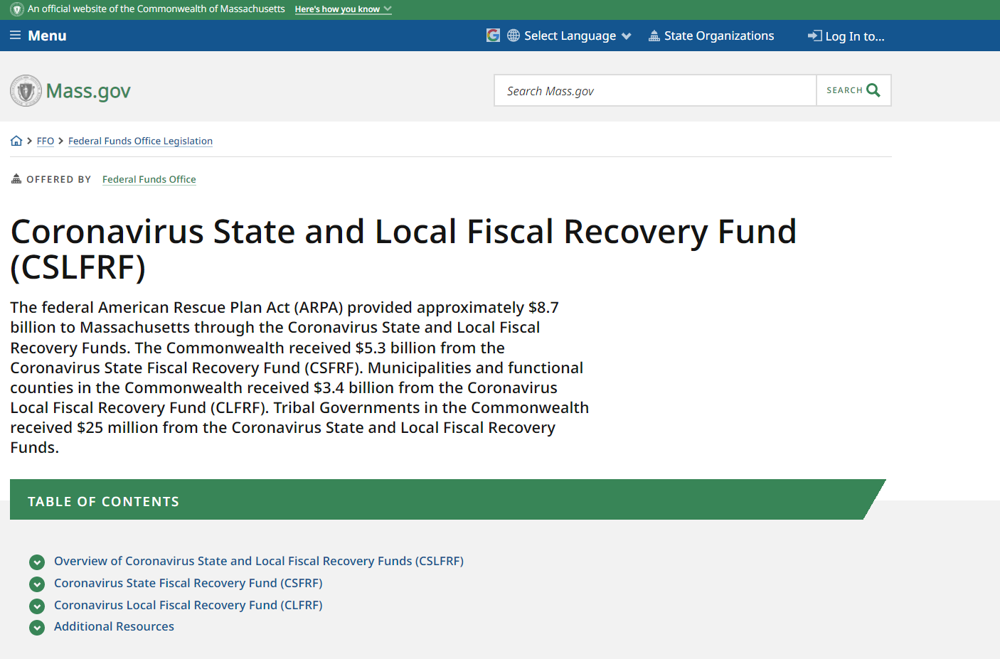 An official website of the Commonwealth of Massachusetts Here's how you know
Menu Select Language State Organizations Log In to...
Mass.gov Search Mass.gov SEARCH
FFO Federal Funds Office Legislation
OFFERED BY Federal Funds Office
Coronavirus State and Local Fiscal Recovery Fund
(CSLFRF)
The federal American Rescue Plan Act (ARPA) provided approximately $8.7
billion to Massachusetts through the Coronavirus State and Local Fiscal
Recovery Funds. The Commonwealth received $5.3 billion from the
Coronavirus State Fiscal Recovery Fund (CSFRF). Municipalities and functional
counties in the Commonwealth received $3.4 billion from the Coronavirus
Local Fiscal Recovery Fund (CLFRF). Tribal Governments in the Commonwealth
received $25 million from the Coronavirus State and Local Fiscal Recovery
Funds.
TABLE OF CONTENTS
Overview of Coronavirus State and Local Fiscal Recovery Funds (CSLFRF)
Coronavirus State Fiscal Recovery Fund (CSFRF)
Coronavirus Local Fiscal Recovery Fund (CLFRF)
Additional Resources